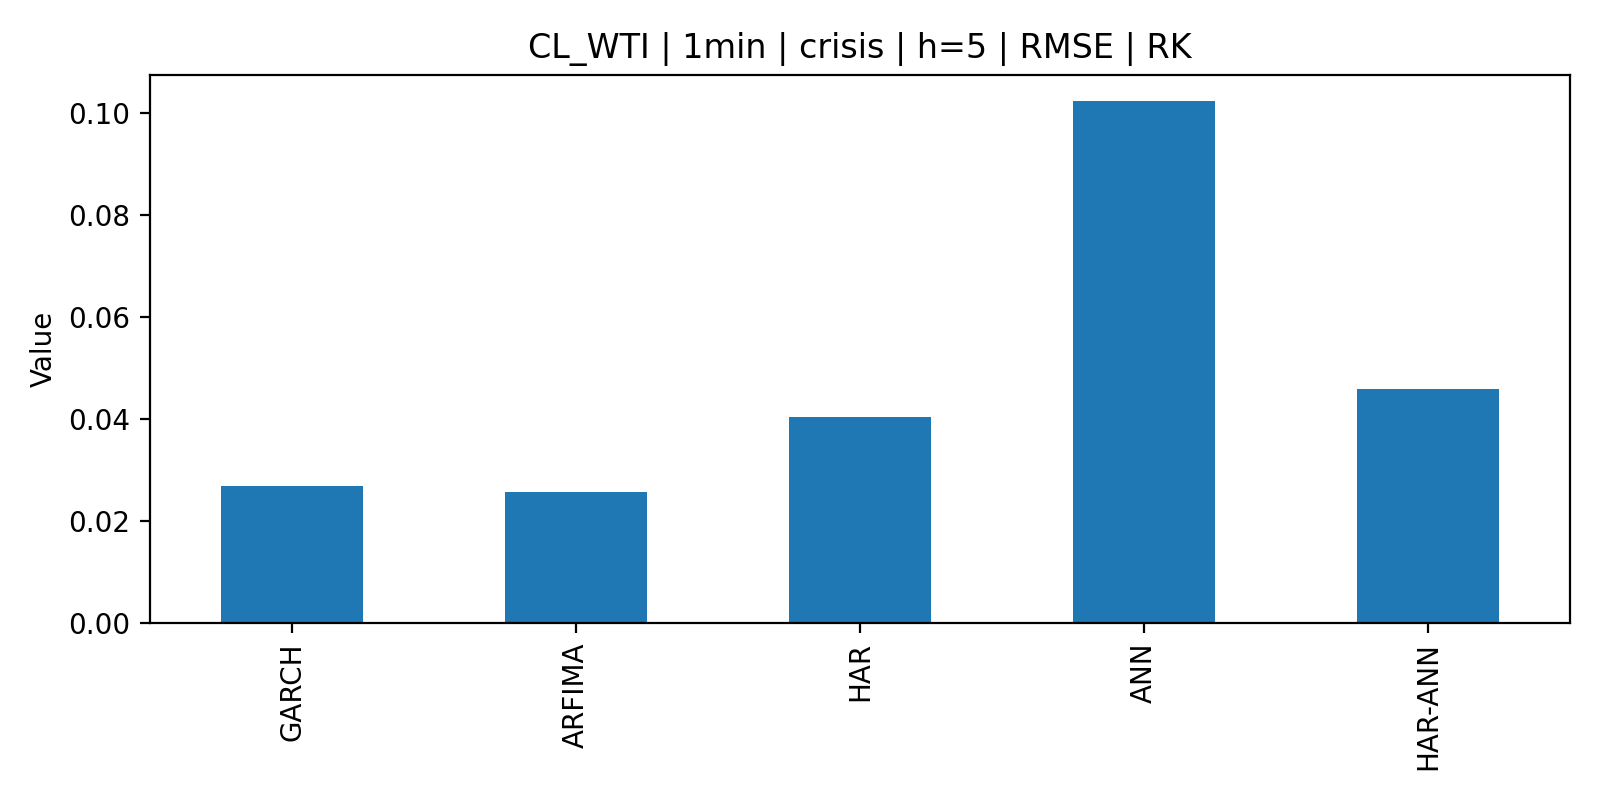 CL_WTI | 1min | crisis | h=5 | RMSE | RK
Value
0.10
0.08
0.06
0.04
0.02
0.00
GARCH
ARFIMA
HAR
ANN
HAR-ANN